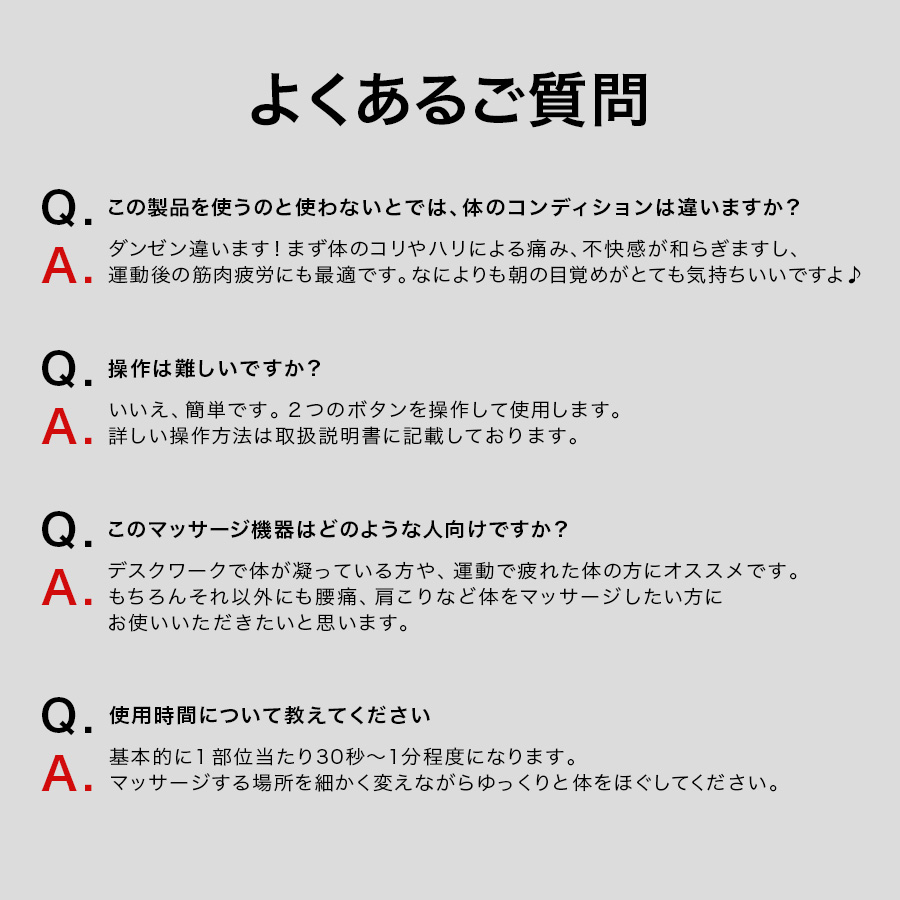 よくあるご質問
Q. この製品を使うのと使わないとでは、体のコンディションは違いますか？
A. ダンゼン違います！まず体のコリやハリによる痛み、不快感が和らぎますし、
運動後の筋肉疲労にも最適です。なによりも朝の目覚めがとても気持ちいいですよ♪
Q. 操作は難しいですか？
A. いいえ、簡単です。２つのボタンを操作して使用します。
詳しい操作方法は取扱説明書に記載しております。
Q. このマッサージ機器はどのような人向けですか？
A. デスクワークで体が凝っている方や、運動で疲れた体の方にオススメです。
もちろんそれ以外にも腰痛、肩こりなど体をマッサージしたい方に
お使いいただきたいと思います。
Q. 使用時間について教えてください
A. 基本的に１部位当たり30秒〜1分程度になります。
マッサージする場所を細かく変えながらゆっくりと体をほぐしてください。